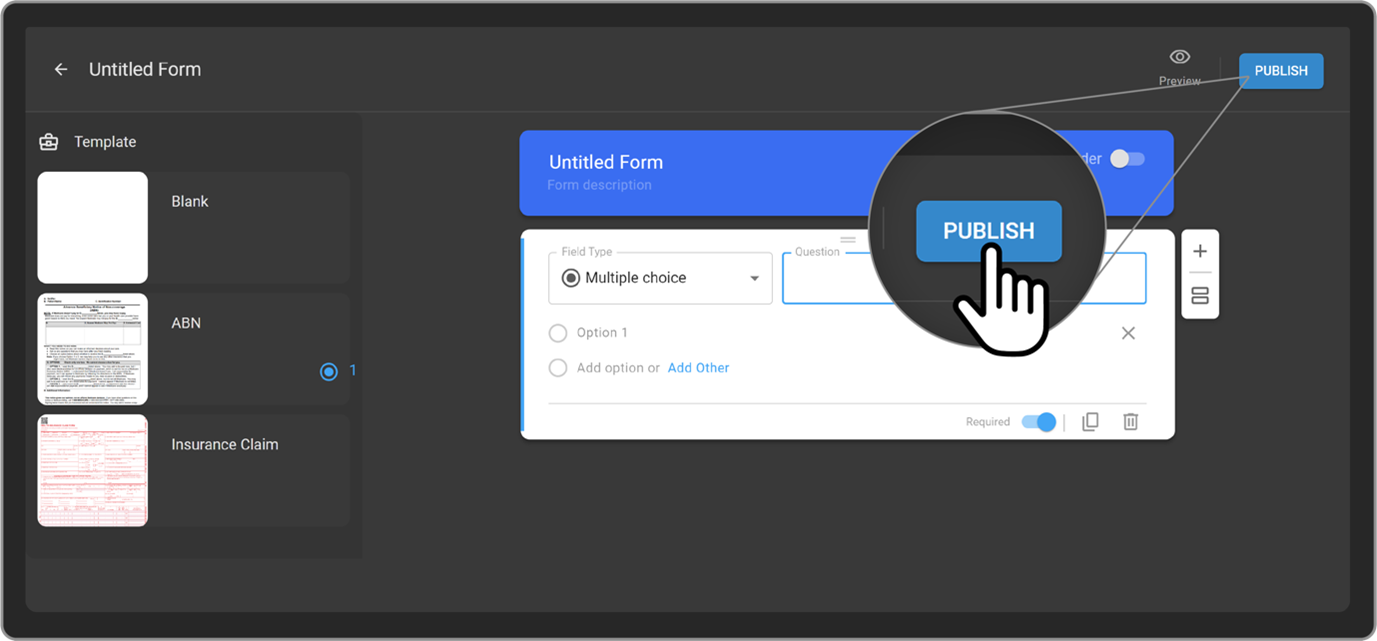 Untitled Form
Preview
PUBLISH
Template
Blank
ABN
1
Insurance Claim
Untitled Form
Form description
der
PUBLISH
Field Type
Multiple choice
Question
Option 1
Add option or Add Other
Required